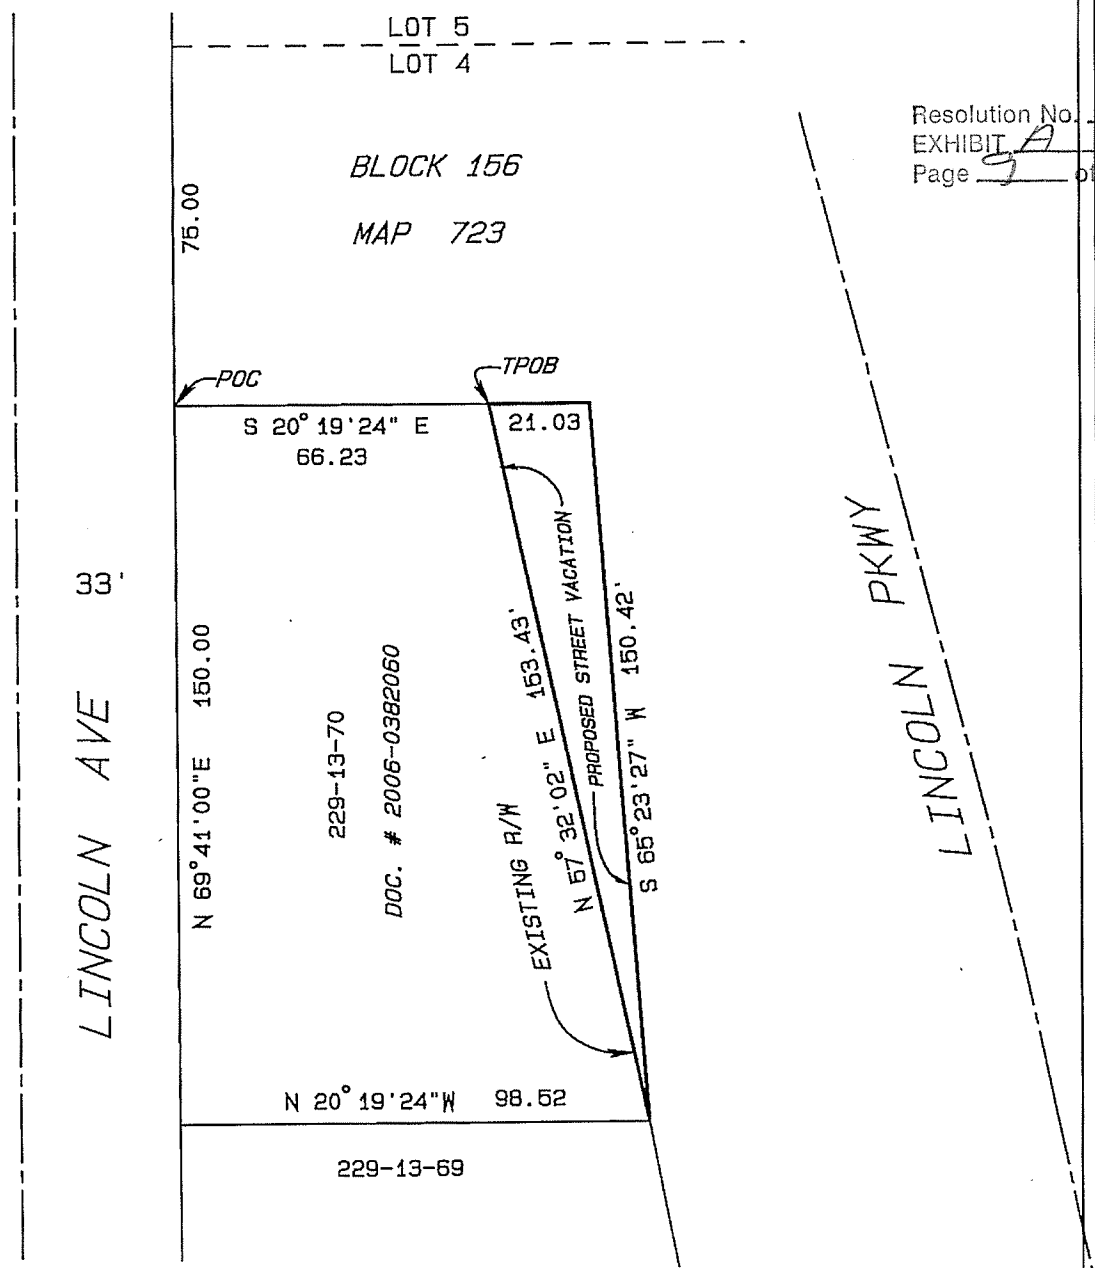 LOT 5
LOT 4
Resolution No.
EXHIBIT A
Page 9 of
BLOCK 156
MAP 723
75.00
POC
TPOB
S 20° 19'24" E
66.23
21.03
33'
LINCOLN AVE
N 69°41'00"E 150.00
229-13-70
DOC. # 2006-0382060
EXISTING R/W
N 57°32'02" E 153.43'
PROPOSED STREET VACATION
S 65°23'27" W 150.42'
LINCOLN PKWY
N 20° 19'24"W 98.52
229-13-69